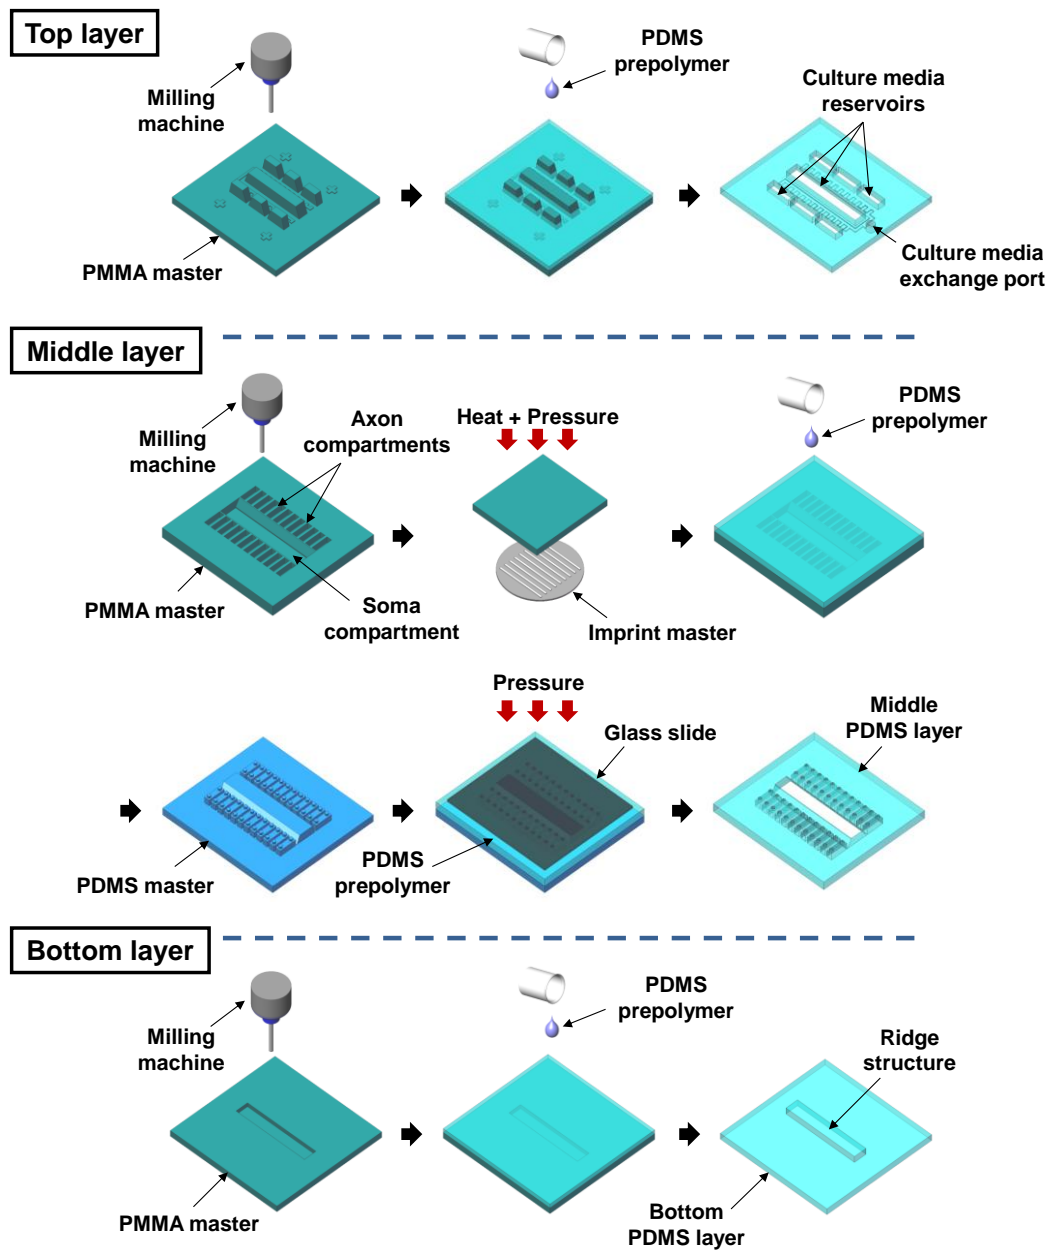 Top layer
Milling
machine
PMMA master
PDMS
prepolymer
Culture media
reservoirs
Culture media
exchange port
Middle layer
Milling
machine
Axon
compartments
PMMA master
Soma
compartment
Heat + Pressure
Imprint master
PDMS
prepolymer
PDMS master
Pressure
Glass slide
PDMS
prepolymer
Middle
PDMS layer
Bottom layer
Milling
machine
PMMA master
PDMS
prepolymer
Ridge
structure
Bottom
PDMS layer